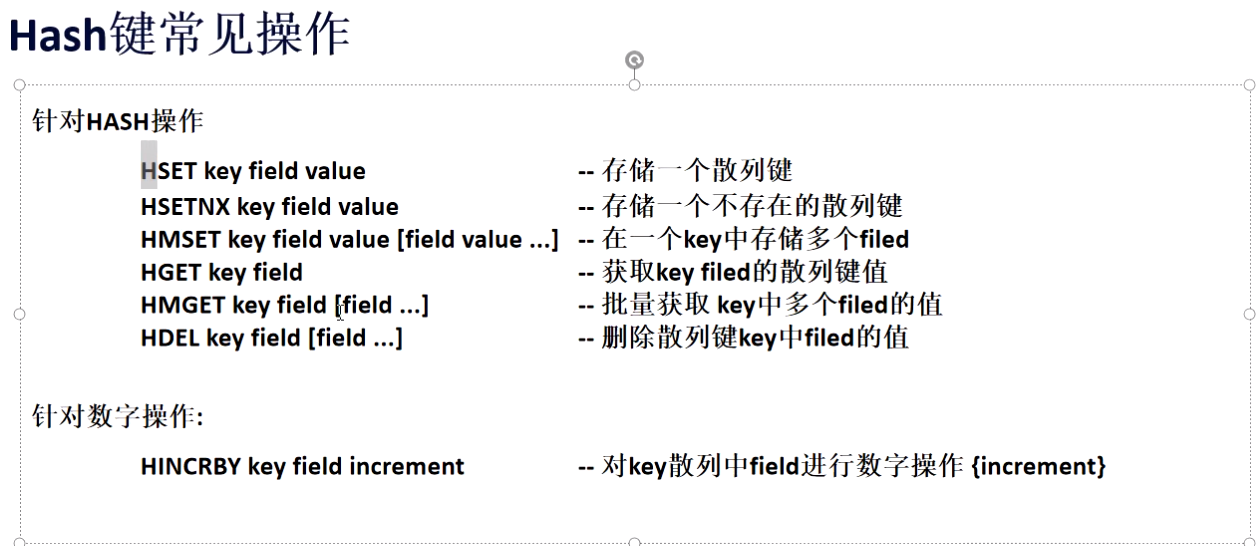 Hash键常见操作
针对HASH操作
HSET key field value -- 存储一个散列键
HSETNX key field value -- 存储一个不存在的散列键
HMSET key field value [field value ...] -- 在一个key中存储多个filed
HGET key field -- 获取key filed的散列键值
HMGET key field [field ...] -- 批量获取 key中多个filed的值
HDEL key field [field ...] -- 删除散列键key中filed的值
针对数字操作:
HINCRBY key field increment -- 对key散列中field进行数字操作 {increment}